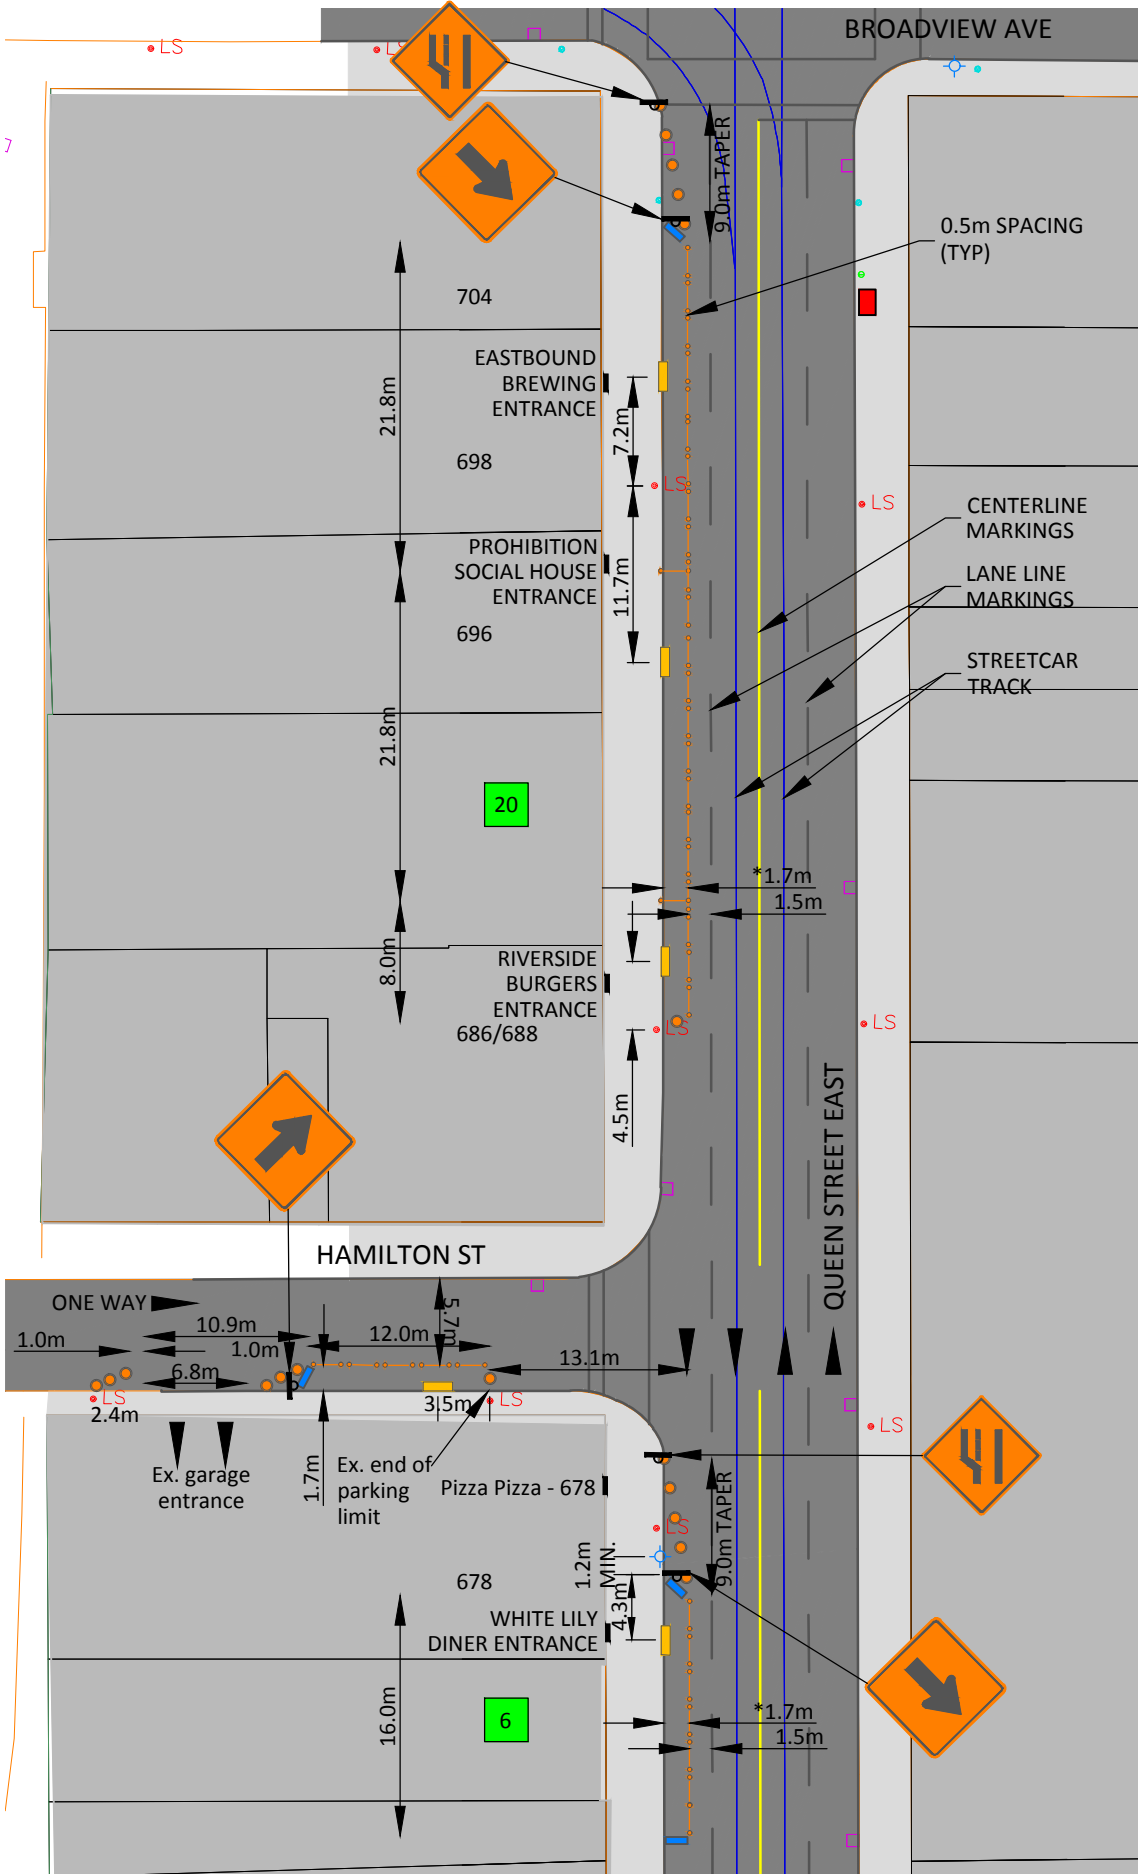 BROADVIEW AVE
LS
LS
9.0m TAPER
0.5m SPACING
(TYP)
704
EASTBOUND
BREWING
ENTRANCE
21.8m
7.2m
698
LS
LS
CENTERLINE
MARKINGS
PROHIBITION
SOCIAL HOUSE
ENTRANCE
11.7m
LANE LINE
MARKINGS
696
STREETCAR
TRACK
21.8m
20
*1.7m
1.5m
8.0m
RIVERSIDE
BURGERS
ENTRANCE
686/688
LS
LS
4.5m
QUEEN STREET EAST
HAMILTON ST
ONE WAY
10.9m
1.0m
1.0m
12.0m
5.7m
6.8m
13.1m
LS
2.4m
3.5m
LS
LS
Ex. garage
entrance
1.7m
Ex. end of
parking
limit
Pizza Pizza - 678
9.0m TAPER
LS
1.2m
MIN.
678
4.3m
WHITE LILY
DINER ENTRANCE
16.0m
6
*1.7m
1.5m